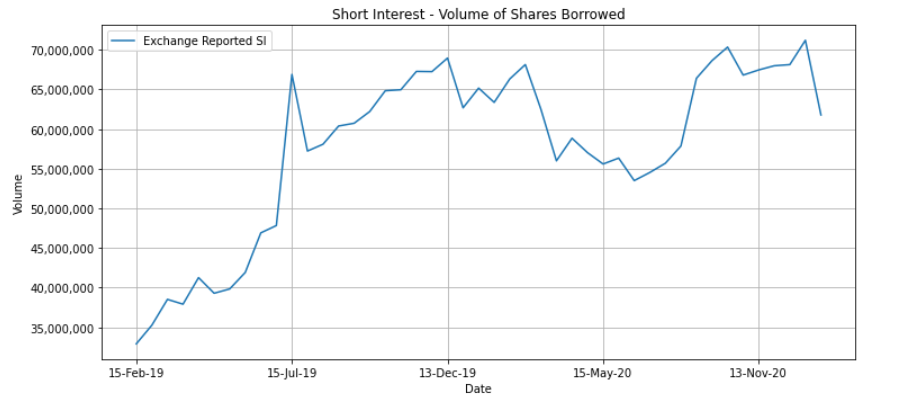 Short Interest - Volume of Shares Borrowed
Exchange Reported SI
70,000,000
65,000,000
60,000,000
55,000,000
50,000,000
45,000,000
40,000,000
35,000,000
Volume
15-Feb-19
15-Jul-19
13-Dec-19
15-May-20
13-Nov-20
Date